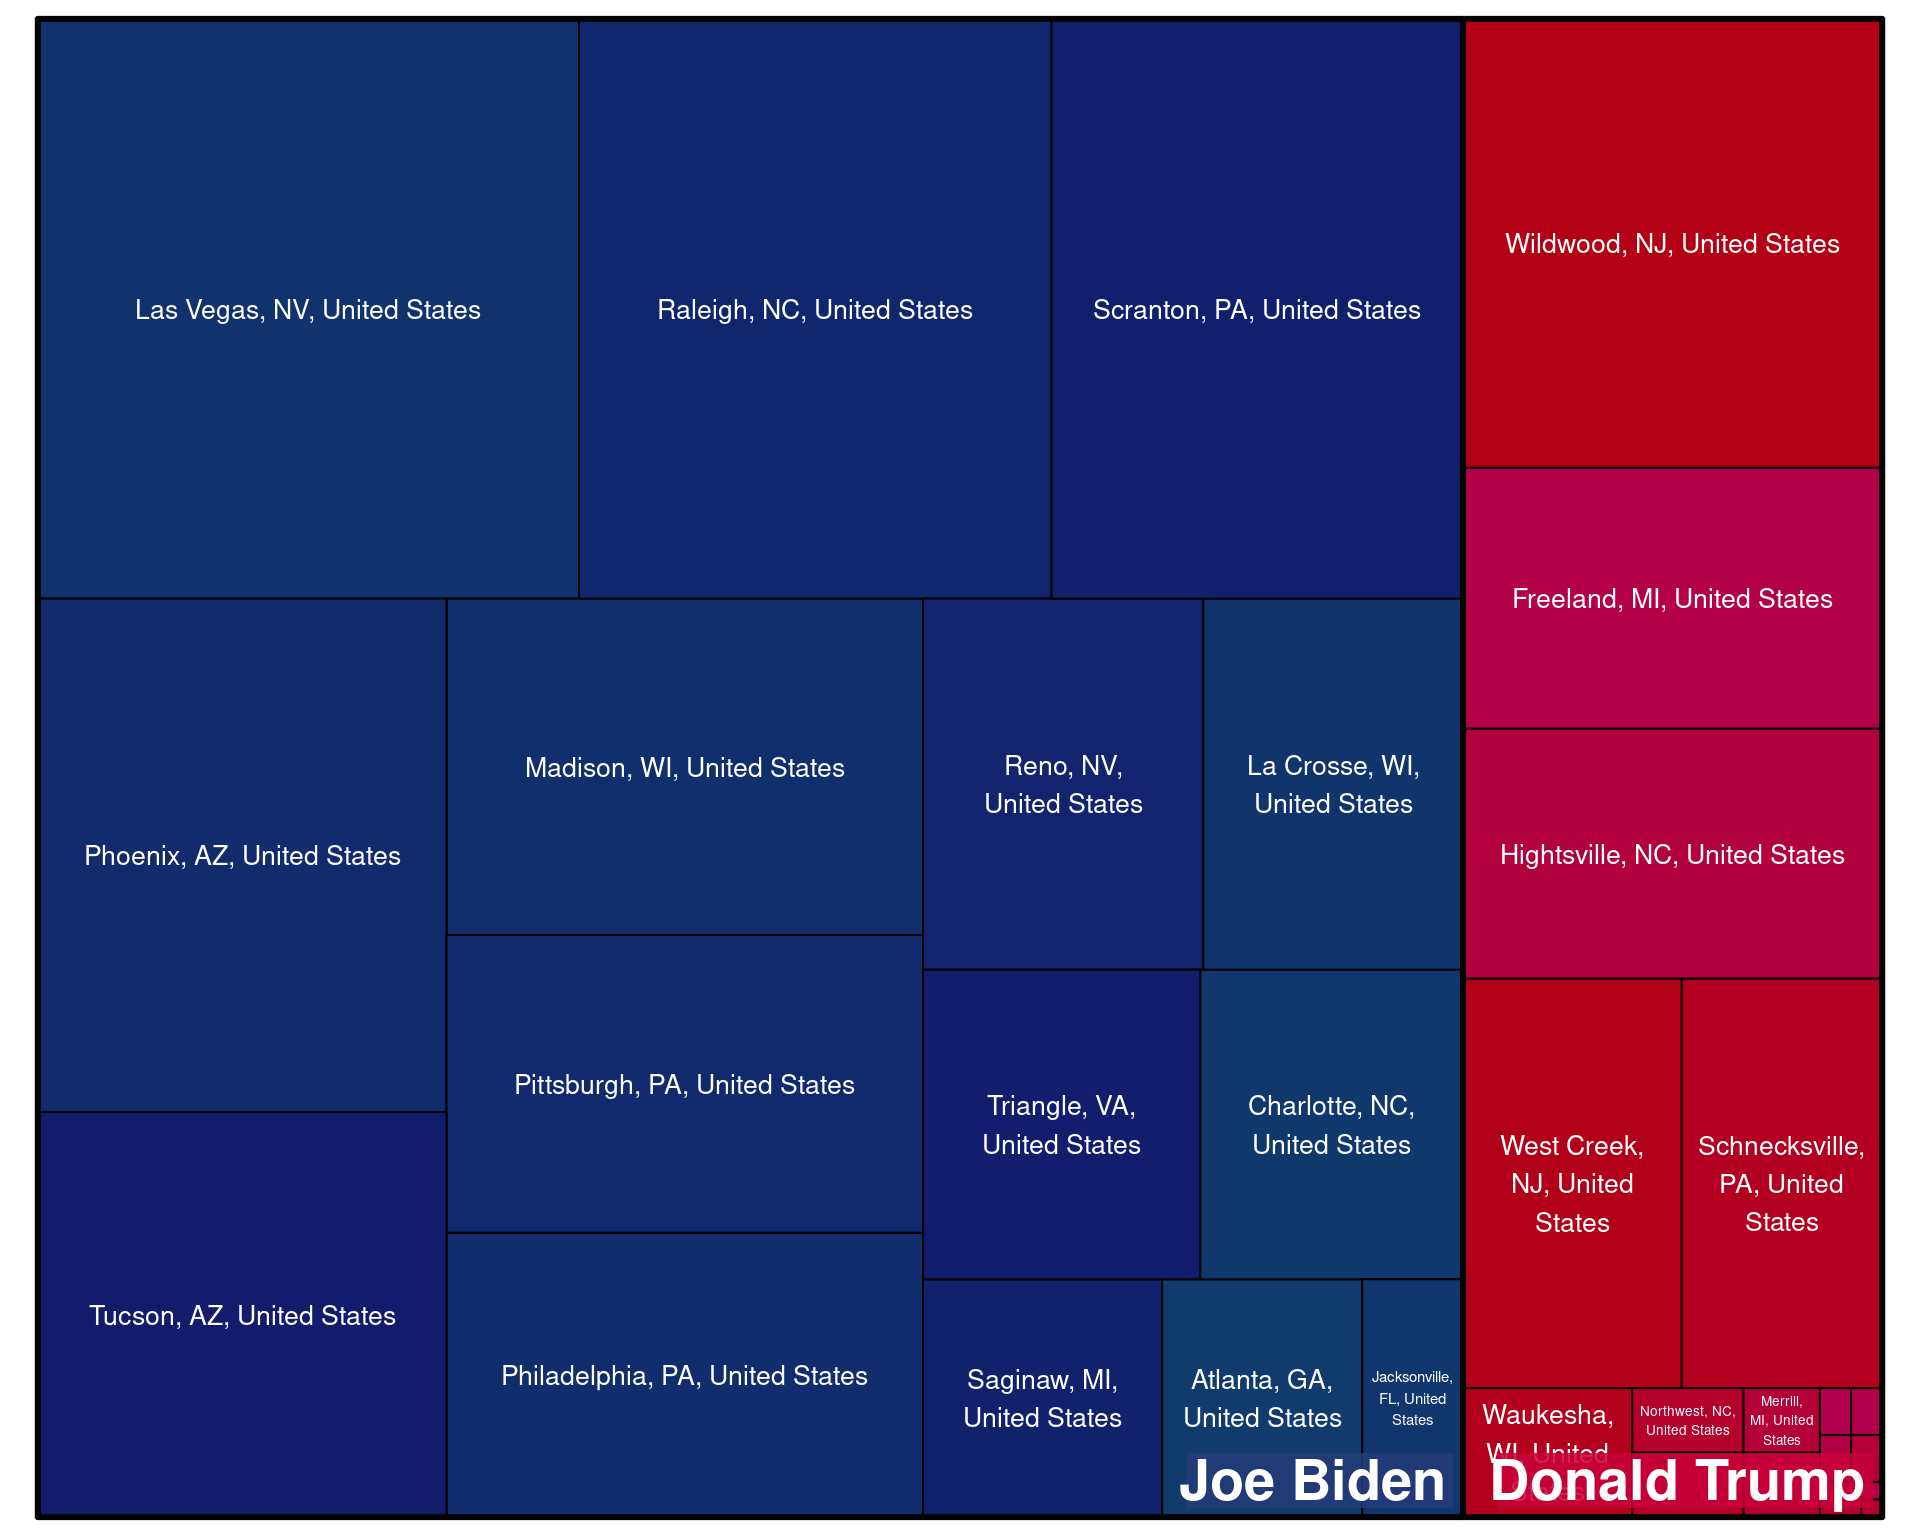 Las Vegas, NV, United States
Raleigh, NC, United States
Scranton, PA, United States
Wildwood, NJ, United States
Freeland, MI, United States
Hightsville, NC, United States
Phoenix, AZ, United States
Madison, WI, United States
Reno, NV,
United States
La Crosse, WI,
United States
Pittsburgh, PA, United States
Triangle, VA,
United States
Charlotte, NC,
United States
West Creek,
NJ, United
States
Schnecksville,
PA, United
States
Tucson, AZ, United States
Philadelphia, PA, United States
Saginaw, MI,
United States
Atlanta, GA,
United States
Jacksonville,
FL, United
States
Waukesha,
WI, United
Northwest, NC,
United States
Merrill,
MI, United
States
Joe Biden
Donald Trump